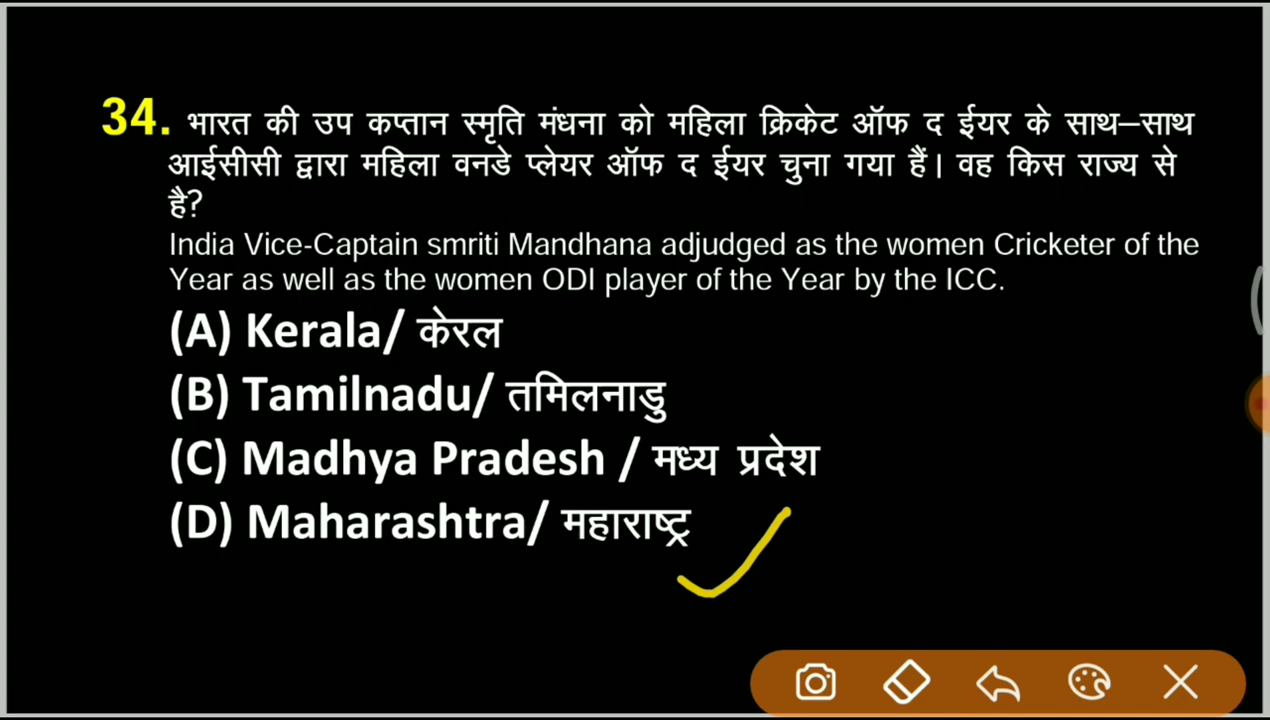 34. भारत की उप कप्तान स्मृति मंधना को महिला क्रिकेट ऑफ द ईयर के साथ–साथ
आईसीसी द्वारा महिला वनडे प्लेयर ऑफ द ईयर चुना गया हैं। वह किस राज्य से
है?
India Vice-Captain smriti Mandhana adjudged as the women Cricketer of the
Year as well as the women ODI player of the Year by the ICC.
(A) Kerala/ केरल
(B) Tamilnadu/ तमिलनाडु
(C) Madhya Pradesh / मध्य प्रदेश
(D) Maharashtra/ महाराष्ट्र